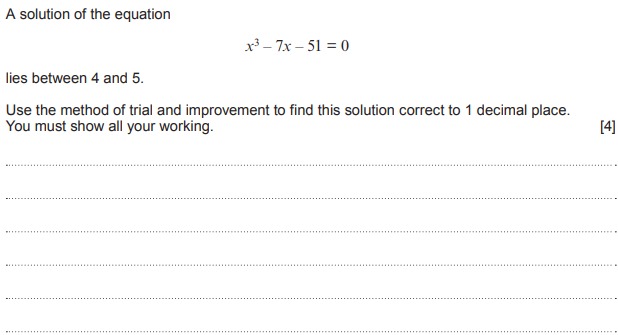 A solution of the equation
x³ – 7x – 51 = 0
lies between 4 and 5.
Use the method of trial and improvement to find this solution correct to 1 decimal place.
You must show all your working. [4]